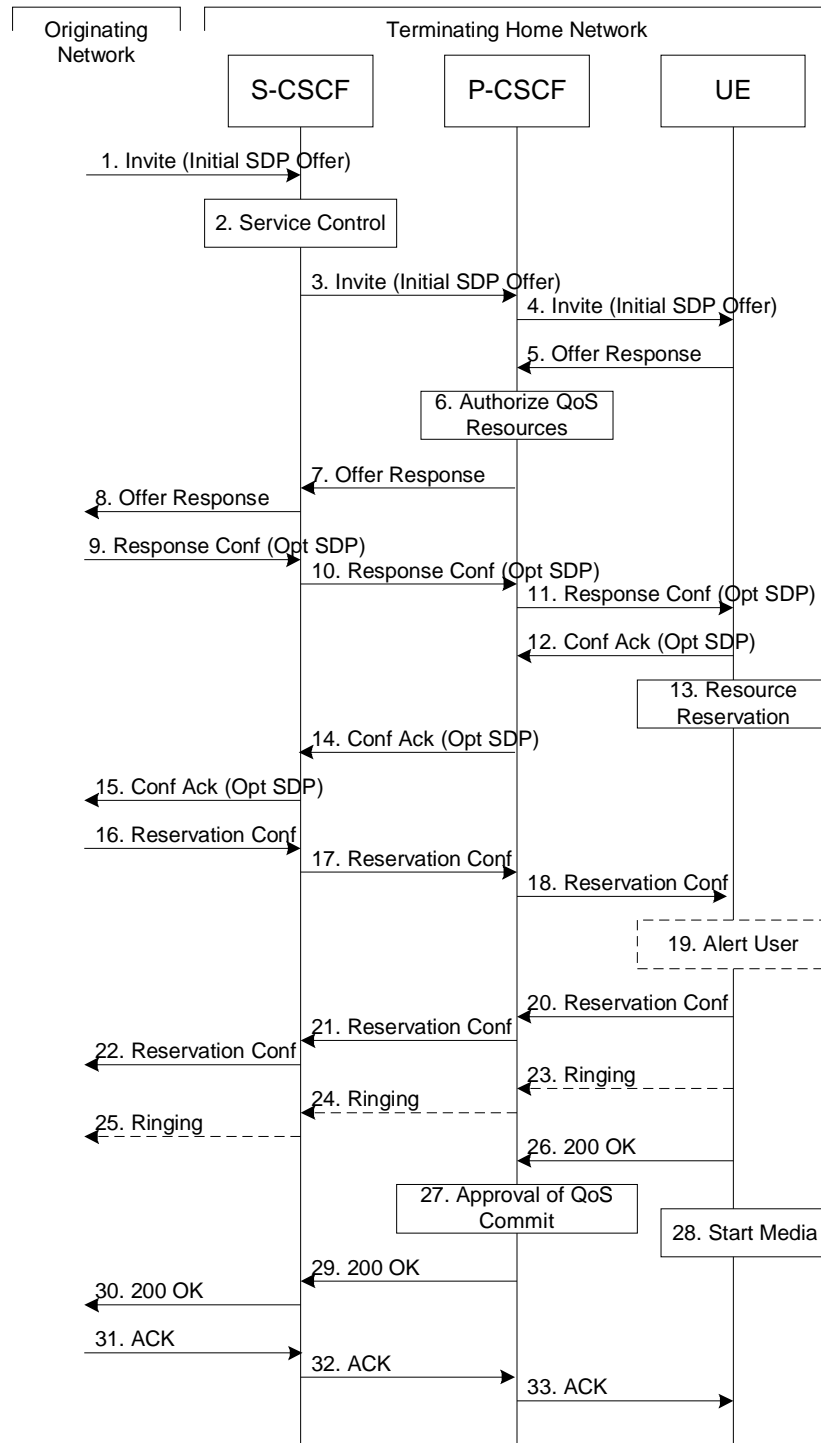 Originating
Network
Terminating Home Network
S-CSCF
P-CSCF
UE
1. Invite (Initial SDP Offer)
2. Service Control
3. Invite (Initial SDP Offer)
4. Invite (Initial SDP Offer)
5. Offer Response
6. Authorize QoS
Resources
7. Offer Response
8. Offer Response
9. Response Conf (Opt SDP)
10. Response Conf (Opt SDP)
11. Response Conf (Opt SDP)
12. Conf Ack (Opt SDP)
13. Resource
Reservation
14. Conf Ack (Opt SDP)
15. Conf Ack (Opt SDP)
16. Reservation Conf
17. Reservation Conf
18. Reservation Conf
19. Alert User
20. Reservation Conf
21. Reservation Conf
22. Reservation Conf
23. Ringing
24. Ringing
25. Ringing
26. 200 OK
27. Approval of QoS
Commit
28. Start Media
29. 200 OK
30. 200 OK
31. ACK
32. ACK
33. ACK